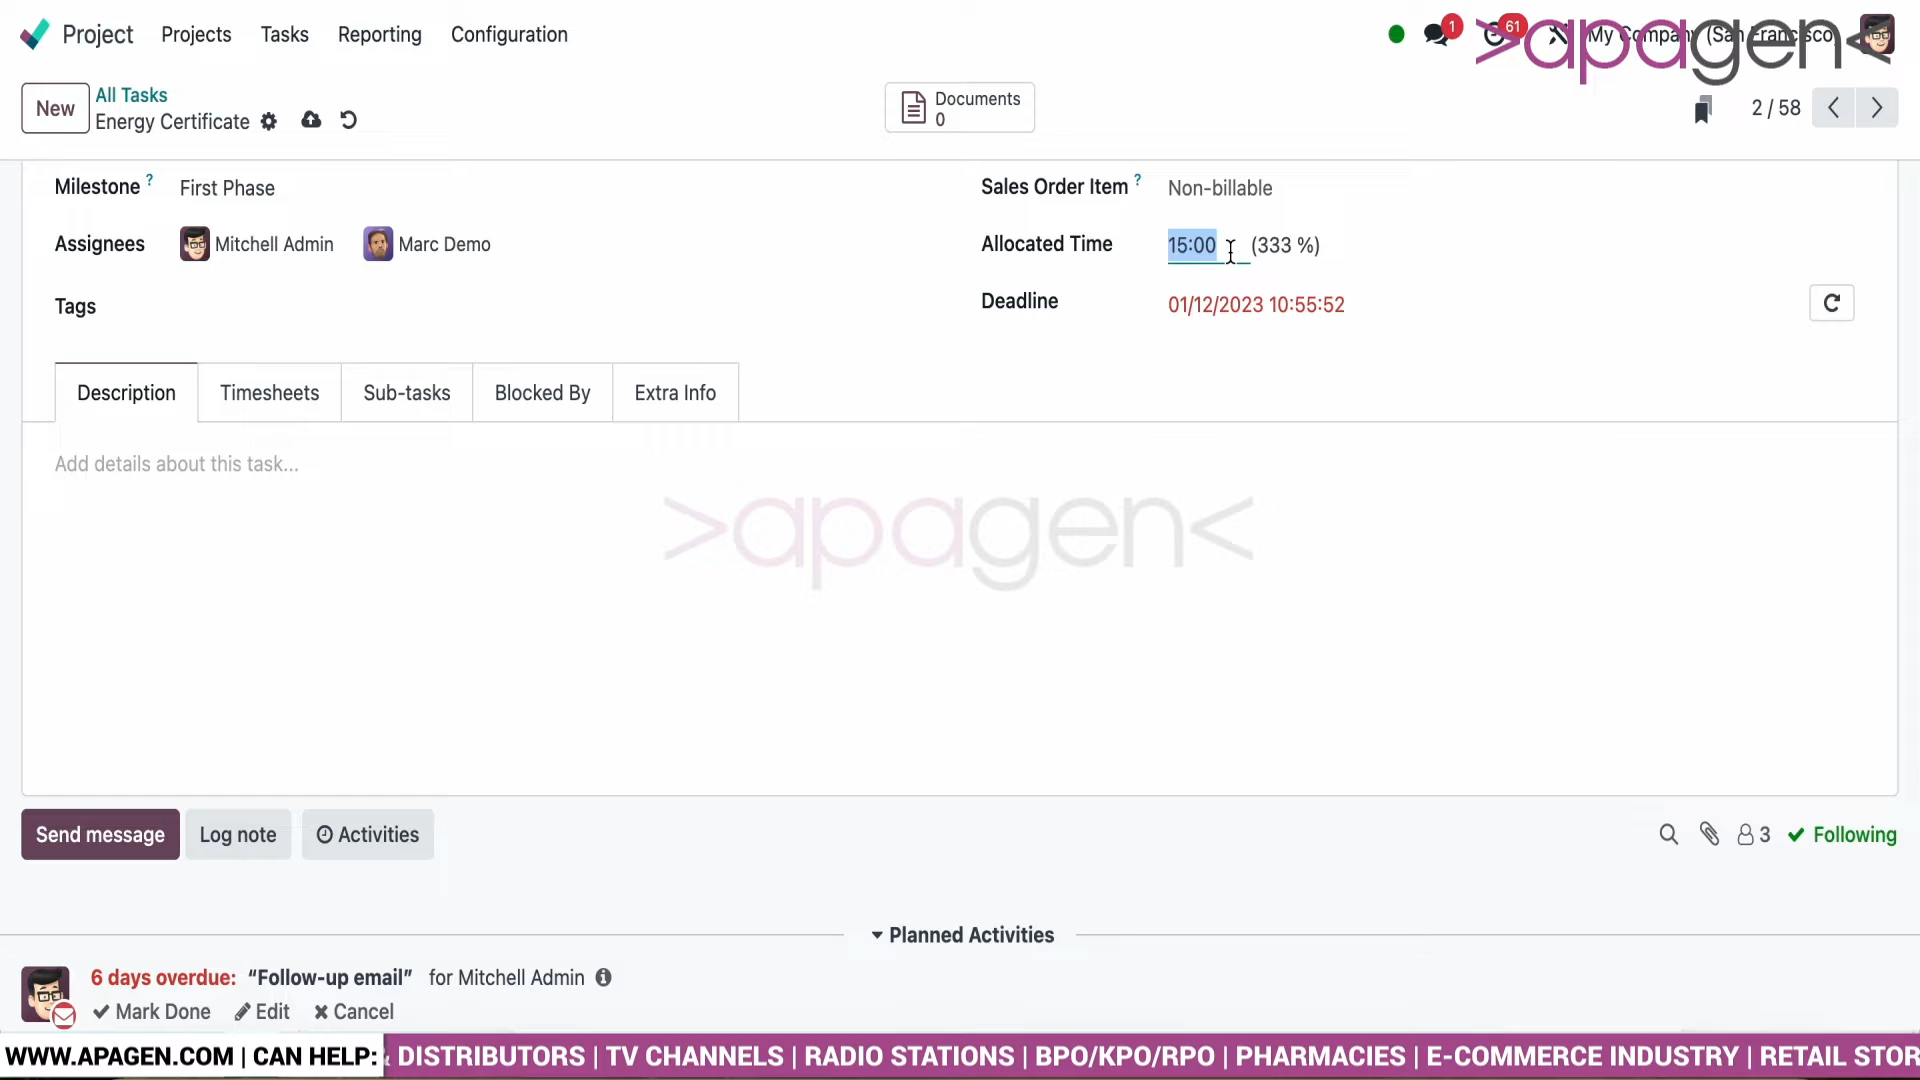 Project Projects Tasks Reporting Configuration 1 61 My Company (San Francisco)
>apagen<
New All Tasks
Energy Certificate
Documents
0
2 / 58
Milestone ? First Phase
Sales Order Item ? Non-billable
Assignees Mitchell Admin Marc Demo
Allocated Time 15:00 (333 %)
Tags
Deadline 01/12/2023 10:55:52
Description Timesheets Sub-tasks Blocked By Extra Info
Add details about this task...
>apagen<
Send message Log note Activities 3 Following
Planned Activities
6 days overdue: “Follow-up email” for Mitchell Admin
Mark Done Edit Cancel
WWW.APAGEN.COM | CAN HELP: DISTRIBUTORS | TV CHANNELS | RADIO STATIONS | BPO/KPO/RPO | PHARMACIES | E-COMMERCE INDUSTRY | RETAIL STOR